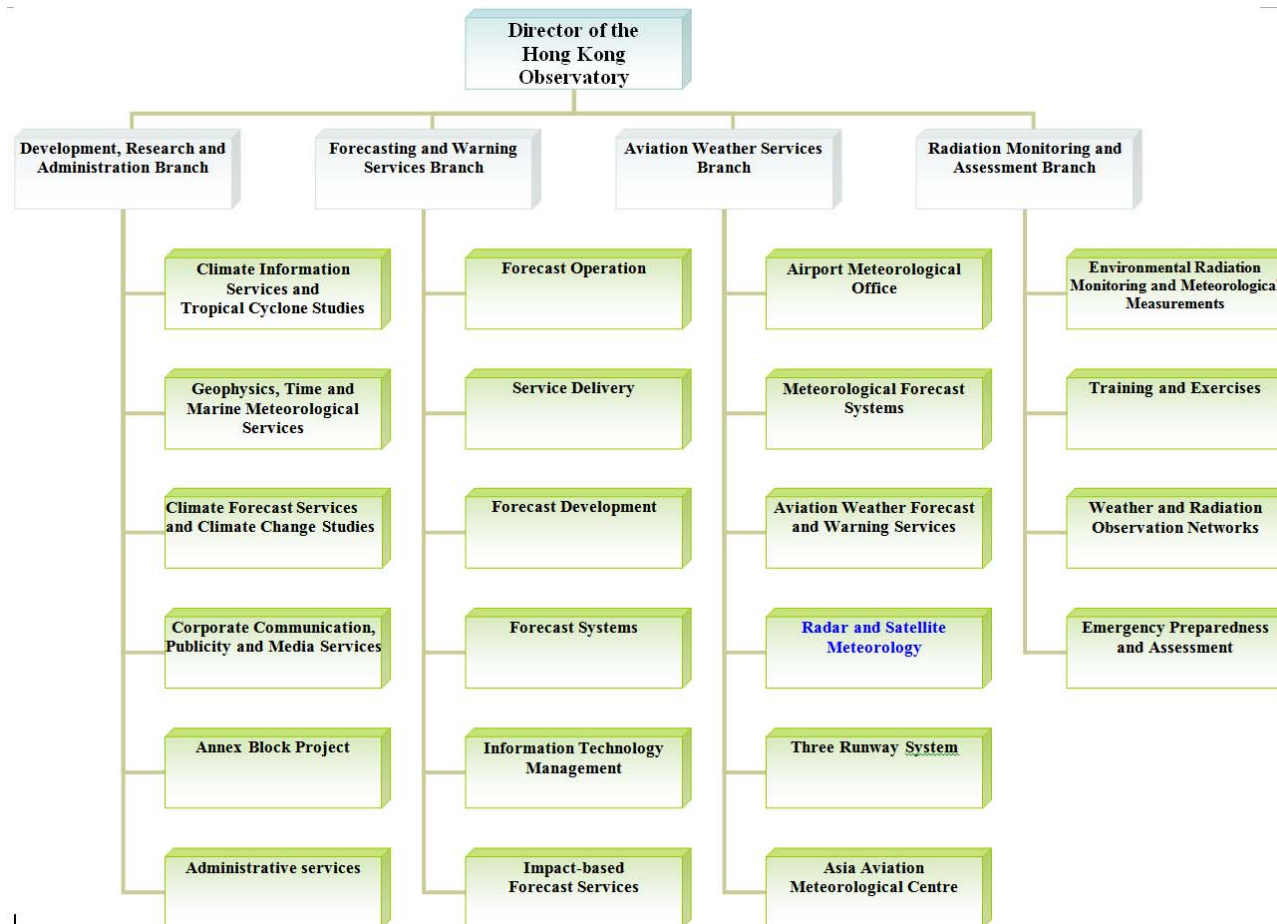 Director of the
Hong Kong
Observatory
Development, Research and
Administration Branch
Forecasting and Warning
Services Branch
Aviation Weather Services
Branch
Radiation Monitoring and
Assessment Branch
Climate Information
Services and
Tropical Cyclone Studies
Geophysics, Time and
Marine Meteorological
Services
Climate Forecast Services
and Climate Change Studies
Corporate Communication,
Publicity and Media Services
Annex Block Project
Administrative services
Forecast Operation
Service Delivery
Forecast Development
Forecast Systems
Information Technology
Management
Impact-based
Forecast Services
Airport Meteorological
Office
Meteorological Forecast
Systems
Aviation Weather Forecast
and Warning Services
Radar and Satellite
Meteorology
Three Runway System
Asia Aviation
Meteorological Centre
Environmental Radiation
Monitoring and Meteorological
Measurements
Training and Exercises
Weather and Radiation
Observation Networks
Emergency Preparedness
and Assessment